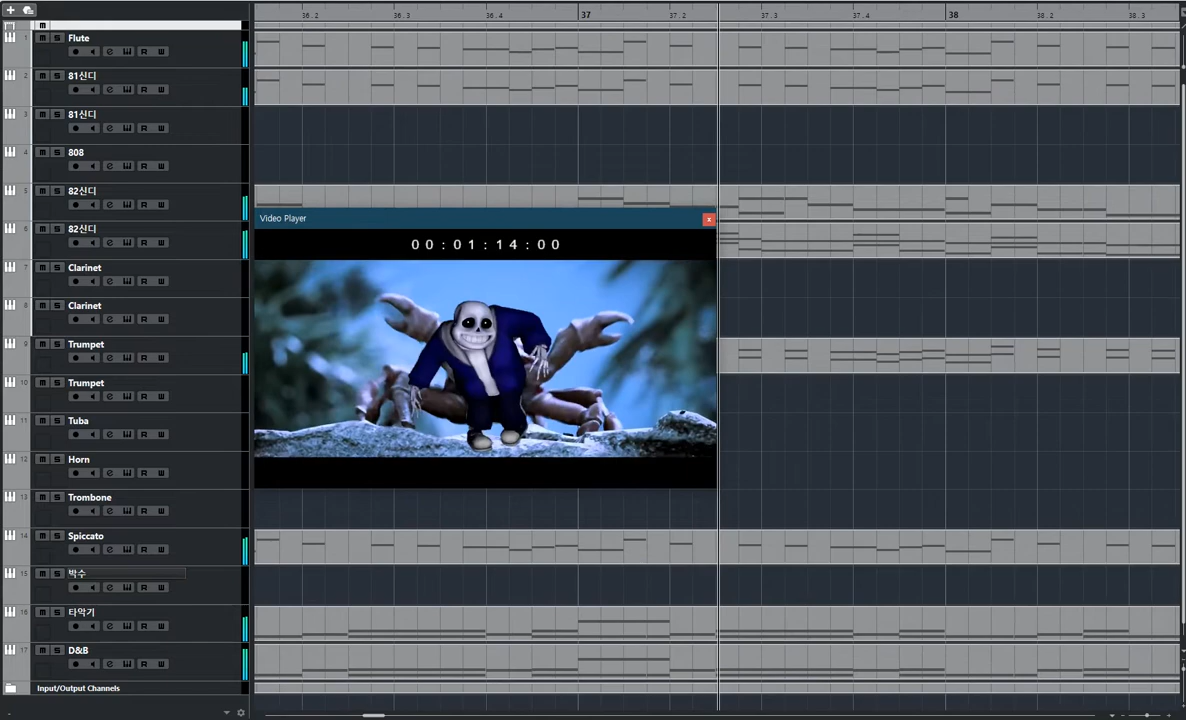 36.2 36.3 36.4 37 37.2 37.3 37.4 38 38.2 38.3
m
1 Flute
m S R W
2 81신디
m S R W
3 81신디
m S R W
4 808
m S R W
5 82신디
m S R W
6 82신디
m S R W
7 Clarinet
m S R W
8 Clarinet
m S R W
9 Trumpet
m S R W
10 Trumpet
m S R W
11 Tuba
m S R W
12 Horn
m S R W
13 Trombone
m S R W
14 Spiccato
m S R W
15 박수
m S R W
16 타악기
m S R W
17 D&B
m S R W
Input/Output Channels
Video Player x
00:01:14:00